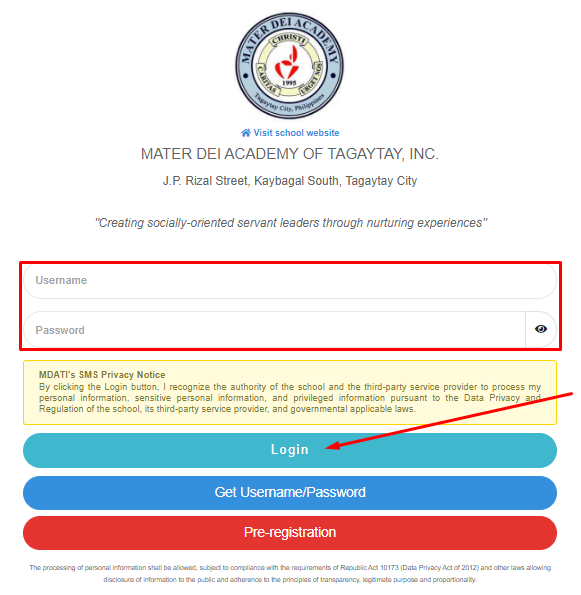 MATER DEI ACADEMY
CHRISTI
CARITAS
URGET NOS
1995
Tagaytay City, Philippines
Visit school website
MATER DEI ACADEMY OF TAGAYTAY, INC.
J.P. Rizal Street, Kaybagal South, Tagaytay City
"Creating socially-oriented servant leaders through nurturing experiences"
Username
Password
MDATI's SMS Privacy Notice
By clicking the Login button, I recognize the authority of the school and the third-party service provider to process my
personal information, sensitive personal information, and privileged information pursuant to the Data Privacy and
Regulation of the school, its third-party service provider, and governmental applicable laws.
Login
Get Username/Password
Pre-registration
The processing of personal information shall be allowed, subject to compliance with the requirements of Republic Act 10173 (Data Privacy Act of 2012) and other laws allowing
disclosure of information to the public and adherence to the principles of transparency, legitimate purpose and proportionality.